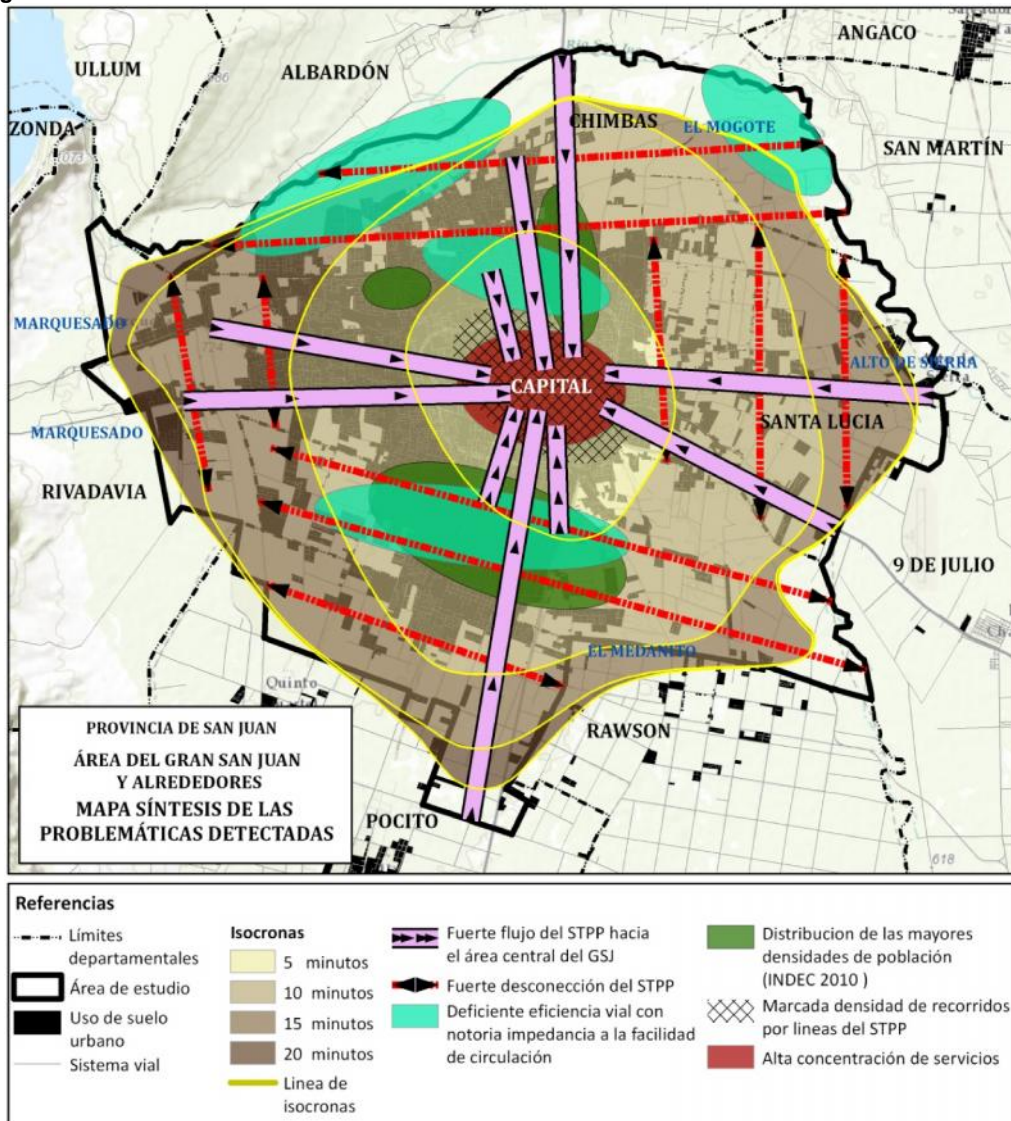 ANGACO
ULLUM
ALBARDÓN
ZONDA
CHIMBAS
EL MOGOTE
SAN MARTÍN
MARQUESADO
ALTO DE SIERRA
CAPITAL
SANTA LUCIA
MARQUESADO
RIVADAVIA
9 DE JULIO
EL MEDANITO
Quinto
RAWSON
POCITO
618
PROVINCIA DE SAN JUAN
ÁREA DEL GRAN SAN JUAN
Y ALREDEDORES
MAPA SÍNTESIS DE LAS
PROBLEMÁTICAS DETECTADAS
Referencias
Límites
departamentales
Área de estudio
Uso de suelo
urbano
Sistema vial
Isocronas
5 minutos
10 minutos
15 minutos
20 minutos
Linea de
isocronas
Fuerte flujo del STPP hacia
el área central del GSJ
Fuerte desconección del STPP
Deficiente eficiencia vial con
notoria impedancia a la facilidad
de circulación
Distribucion de las mayores
densidades de población
(INDEC 2010 )
Marcada densidad de recorridos
por lineas del STPP
Alta concentración de servicios